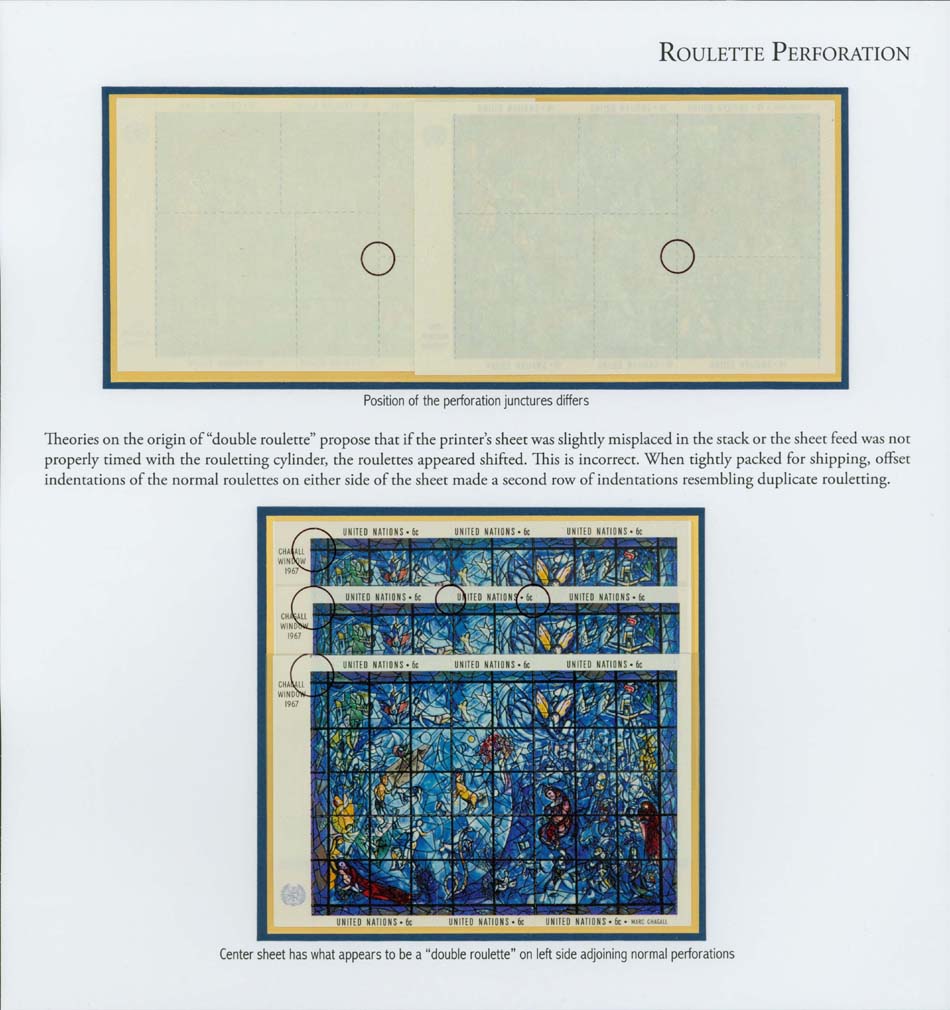 ROULETTE PERFORATION
Position of the perforation junctures differs
Theories on the origin of “double roulette” propose that if the printer’s sheet was slightly misplaced in the stack or the sheet feed was not
properly timed with the rouletting cylinder, the roulettes appeared shifted. This is incorrect. When tightly packed for shipping, offset
indentations of the normal roulettes on either side of the sheet made a second row of indentations resembling duplicate rouletting.
UNITED NATIONS • 6c UNITED NATIONS • 6c UNITED NATIONS • 6c
CHAGALL
WINDOW
1967
UNITED NATIONS • 6c UNITED NATIONS • 6c UNITED NATIONS • 6c
CHAGALL
WINDOW
1967
UNITED NATIONS • 6c UNITED NATIONS • 6c UNITED NATIONS • 6c
CHAGALL
WINDOW
1967
UNITED NATIONS • 6c UNITED NATIONS • 6c UNITED NATIONS • 6c • MARC CHAGALL
Center sheet has what appears to be a “double roulette” on left side adjoining normal perforations